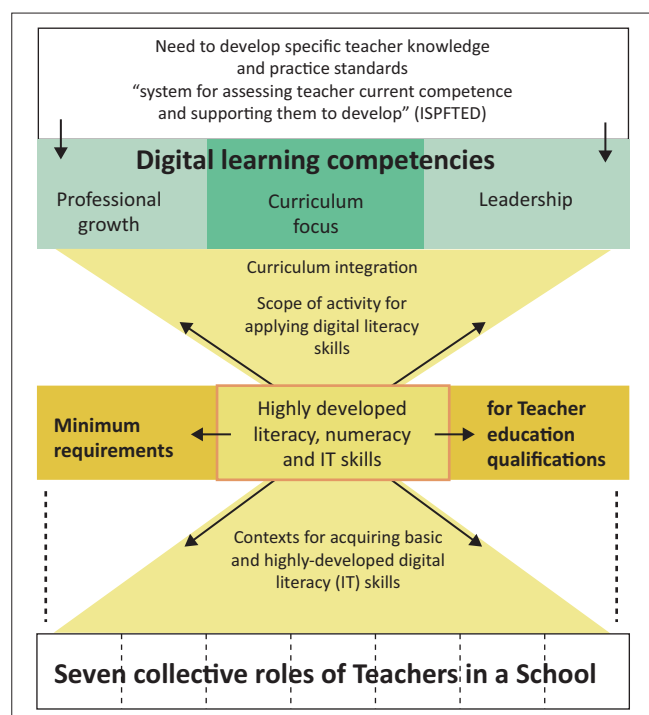 Need to develop specific teacher knowledge
and practice standards
“system for assessing teacher current competence
and supporting them to develop” (ISPFTED)
Digital learning competencies
Professional
growth
Curriculum
focus
Leadership
Curriculum integration
Scope of activity for
applying digital literacy
skills
Minimum
requirements
Highly developed
literacy, numeracy
and IT skills
for Teacher
education
qualifications
Contexts for acquiring basic
and highly-developed digital
literacy (IT) skills
Seven collective roles of Teachers in a School